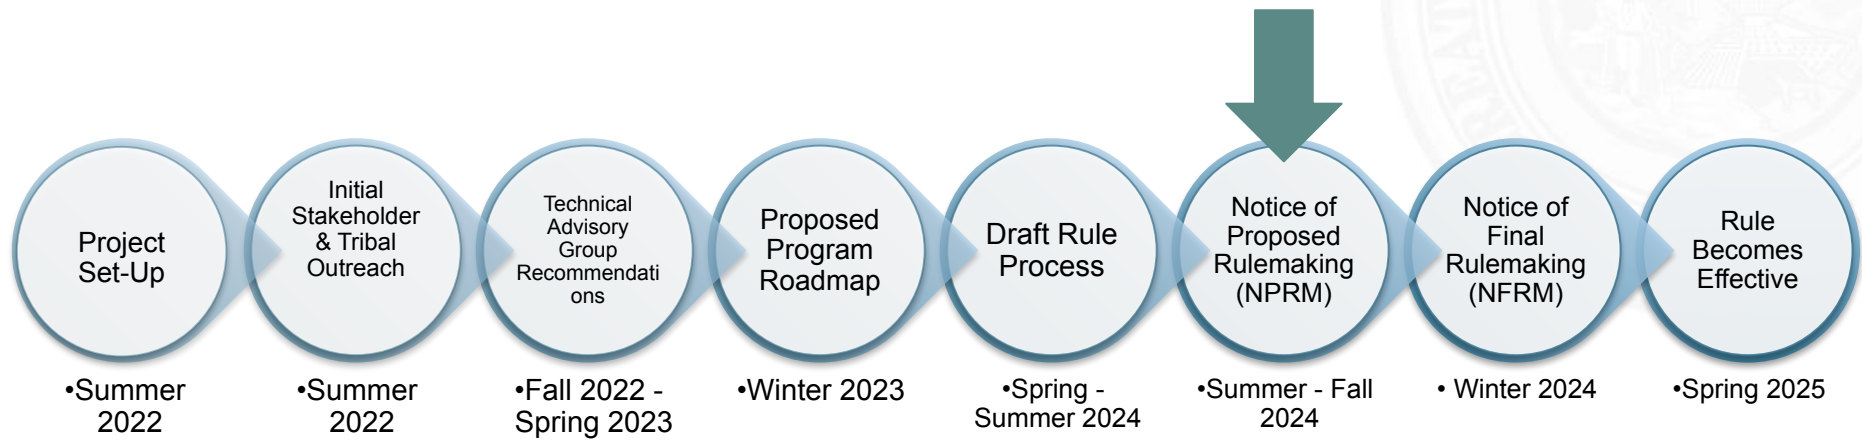 Project
Set-Up
Initial
Stakeholder
& Tribal
Outreach
Technical
Advisory
Group
Recommendati
ons
Proposed
Program
Roadmap
Draft Rule
Process
Notice of
Proposed
Rulemaking
(NPRM)
Notice of
Final
Rulemaking
(NFRM)
Rule
Becomes
Effective
•Summer
2022
•Summer
2022
•Fall 2022 -
Spring 2023
•Winter 2023
•Spring -
Summer 2024
•Summer - Fall
2024
• Winter 2024
•Spring 2025